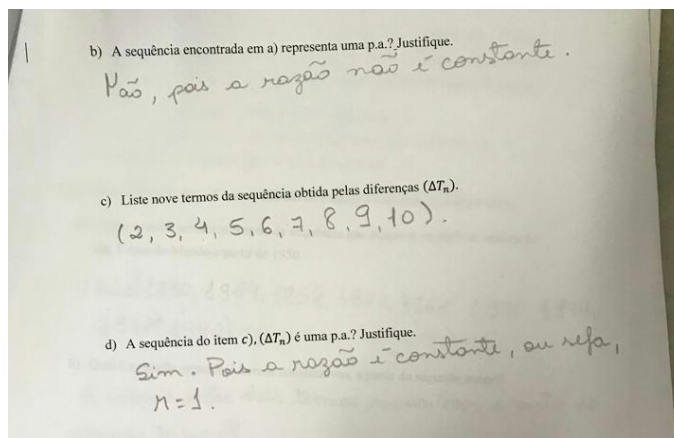 b) A sequência encontrada em a) representa uma p.a.? Justifique.
Não, pois a razão não é constante.
c) Liste nove termos da sequência obtida pelas diferenças (ΔTₙ).
(2, 3, 4, 5, 6, 7, 8, 9, 10).
d) A sequência do item c), (ΔTₙ) é uma p.a.? Justifique.
Sim. Pois a razão é constante, ou seja,
r = 1.